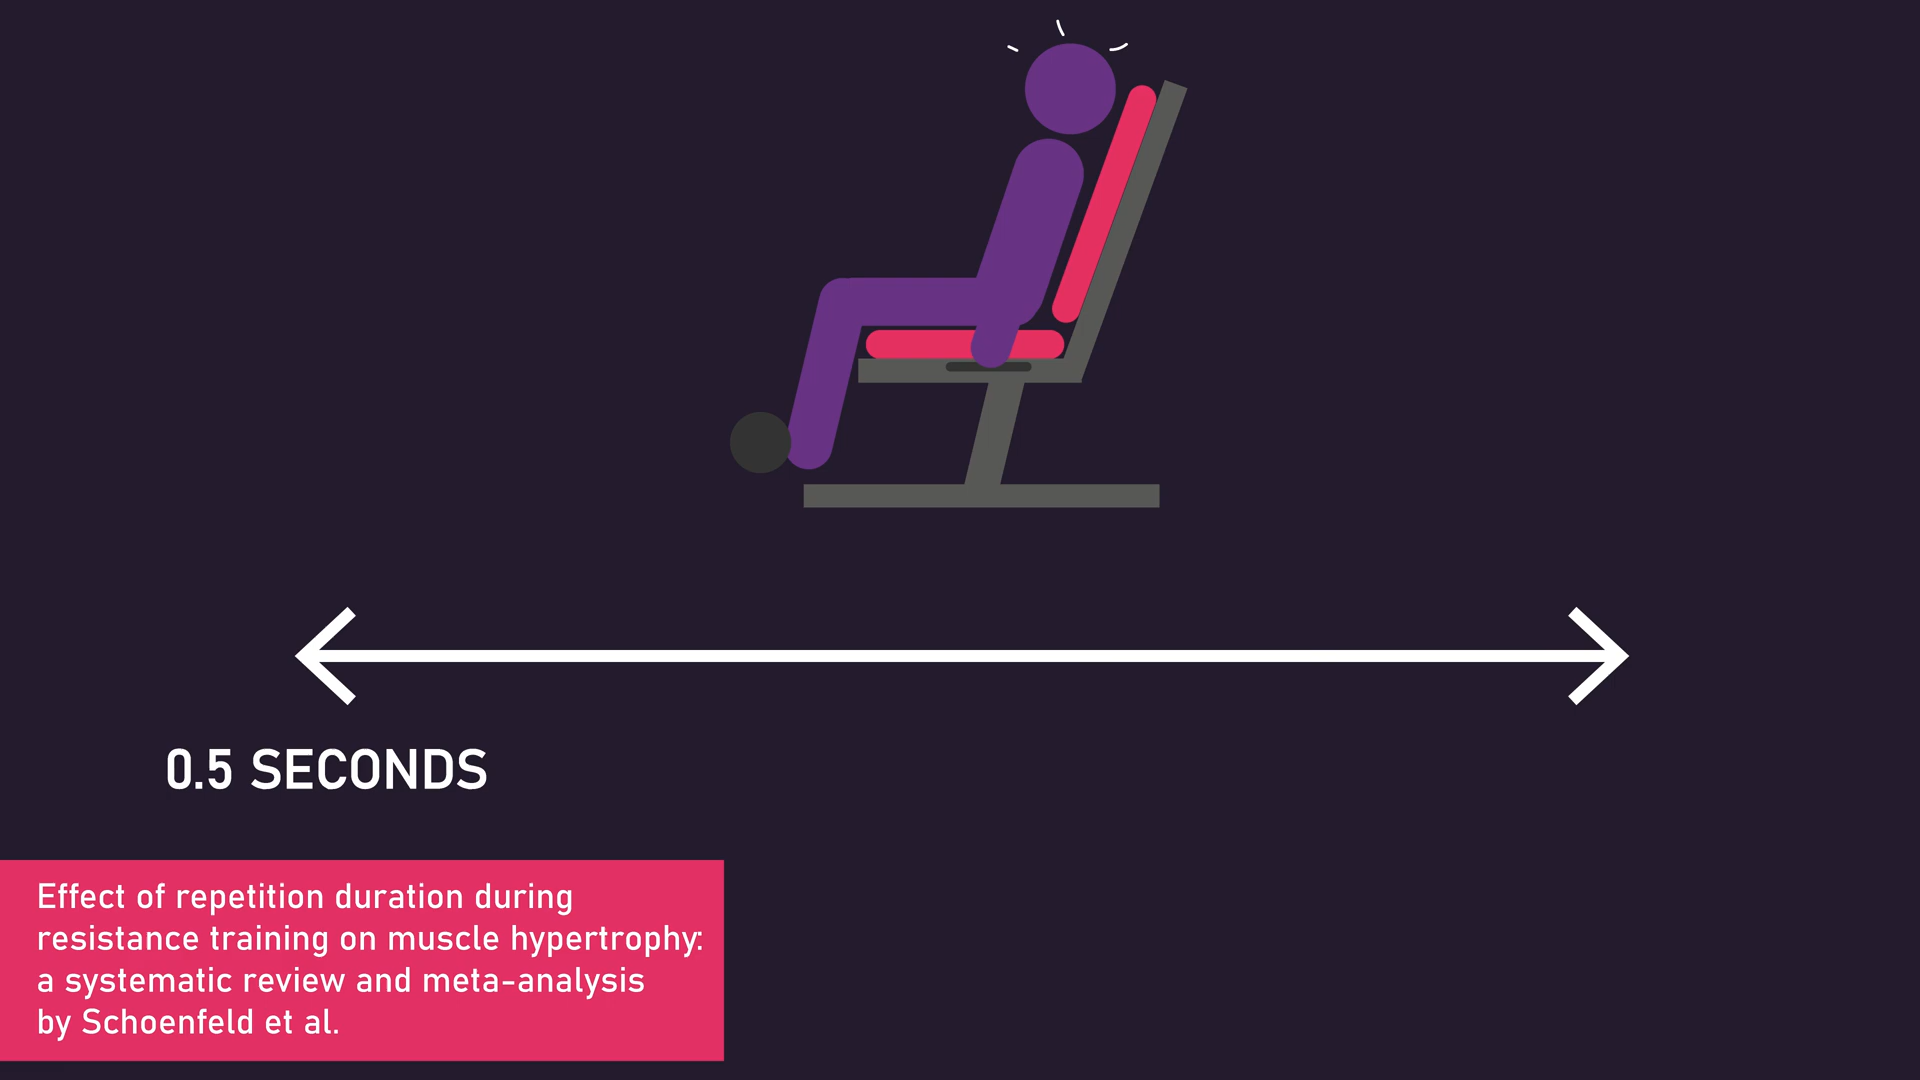 0.5 SECONDS
Effect of repetition duration during
resistance training on muscle hypertrophy:
a systematic review and meta-analysis
by Schoenfeld et al.